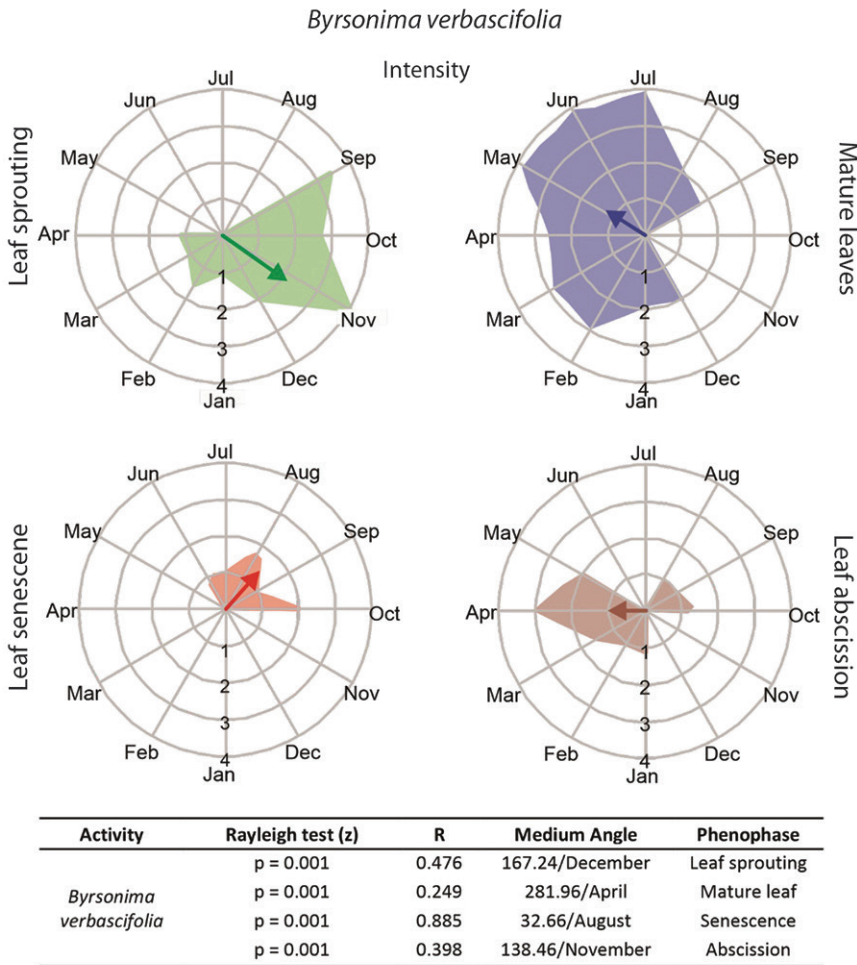 Byrsonima verbascifolia
Intensity
Leaf sprouting
Jul
Aug
Sep
Oct
Nov
Dec
Jan
Feb
Mar
Apr
May
Jun
1
2
3
4
Mature leaves
Jul
Aug
Sep
Oct
Nov
Dec
Jan
Feb
Mar
Apr
May
Jun
1
2
3
4
Leaf senescene
Jul
Aug
Sep
Oct
Nov
Dec
Jan
Feb
Mar
Apr
May
Jun
1
2
3
4
Leaf abscission
Jul
Aug
Sep
Oct
Nov
Dec
Jan
Feb
Mar
Apr
May
Jun
1
2
3
4
Activity Rayleigh test (z) R Medium Angle Phenophase
p = 0.001 0.476 167.24/December Leaf sprouting
Byrsonima
p = 0.001 0.249 281.96/April Mature leaf
verbascifolia
p = 0.001 0.885 32.66/August Senescence
p = 0.001 0.398 138.46/November Abscission